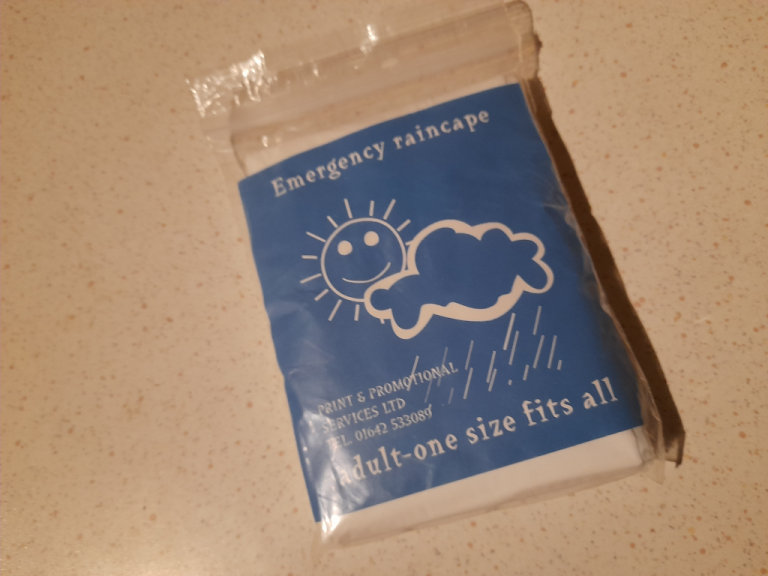 Emergency raincape
PRINT & PROMOTIONAL
SERVICES LTD
TEL. 01642 533089
adult-one size fits all